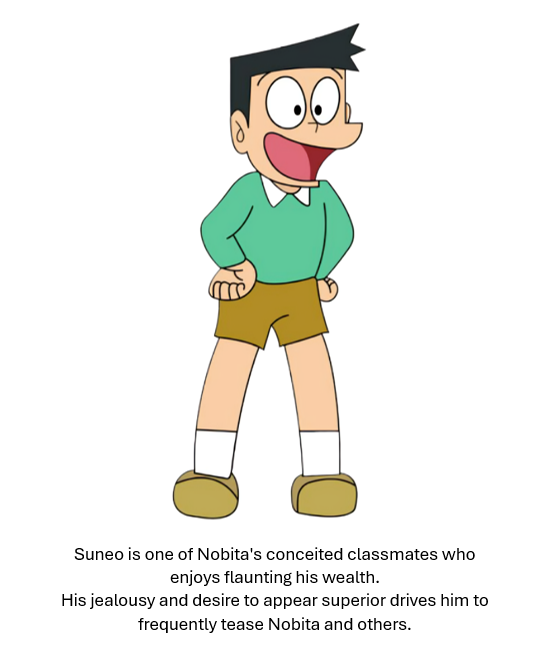 Suneo is one of Nobita's conceited classmates who
enjoys flaunting his wealth.
His jealousy and desire to appear superior drives him to
frequently tease Nobita and others.